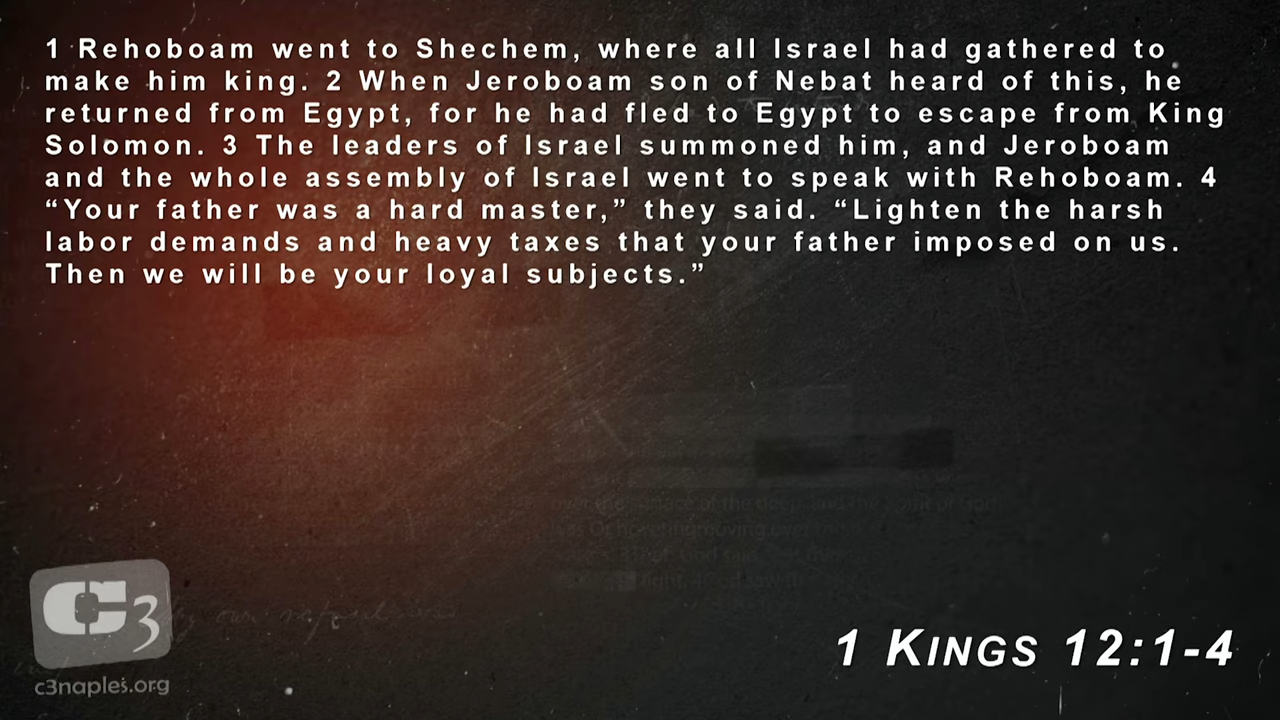 1 Rehoboam went to Shechem, where all Israel had gathered to
make him king. 2 When Jeroboam son of Nebat heard of this, he
returned from Egypt, for he had fled to Egypt to escape from King
Solomon. 3 The leaders of Israel summoned him, and Jeroboam
and the whole assembly of Israel went to speak with Rehoboam. 4
“Your father was a hard master,” they said. “Lighten the harsh
labor demands and heavy taxes that your father imposed on us.
Then we will be your loyal subjects.”
C3
c3naples.org
1 KINGS 12:1-4